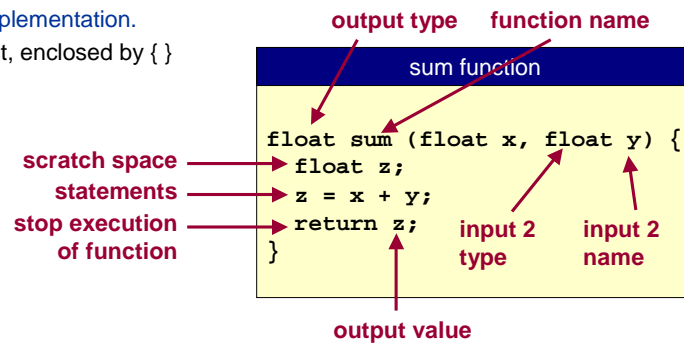 plementation.
output type function name
t, enclosed by { }
sum function
float sum (float x, float y) {
scratch space
float z;
statements
z = x + y;
stop execution
of function
return z;
input 2
type
input 2
name
}
output value